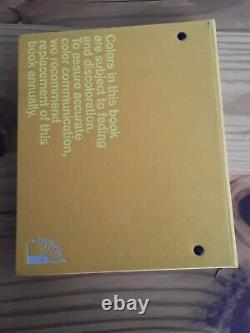 Colors in this book
are subject to fading
and discoloration.
To assure accurate
color communication,
we recommend
replacement of this
book annually.